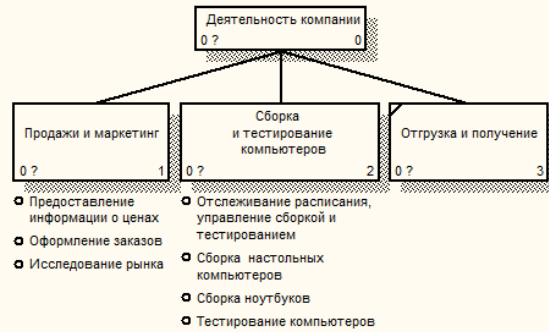 Деятельность компании
0 ? 0
Продажи и маркетинг
0 ? 1
Сборка
и тестирование
компьютеров
0 ? 2
Отгрузка и получение
0 ? 3
Предоставление
информации о ценах
Оформление заказов
Исследование рынка
Отслеживание расписания,
управление сборкой и
тестированием
Сборка настольных
компьютеров
Сборка ноутбуков
Тестирование компьютеров